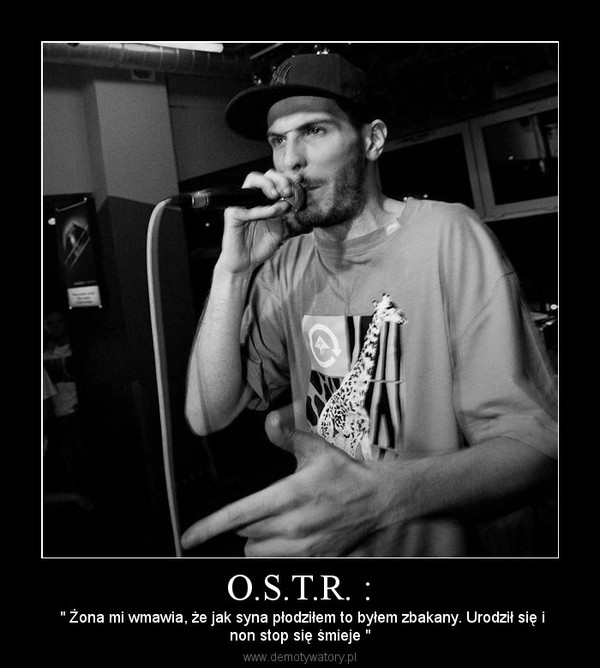 O.S.T.R. :
" Żona mi wmawia, że jak syna płodziłem to byłem zbakany. Urodził się i
non stop się śmieje "
www.demotywatory.pl